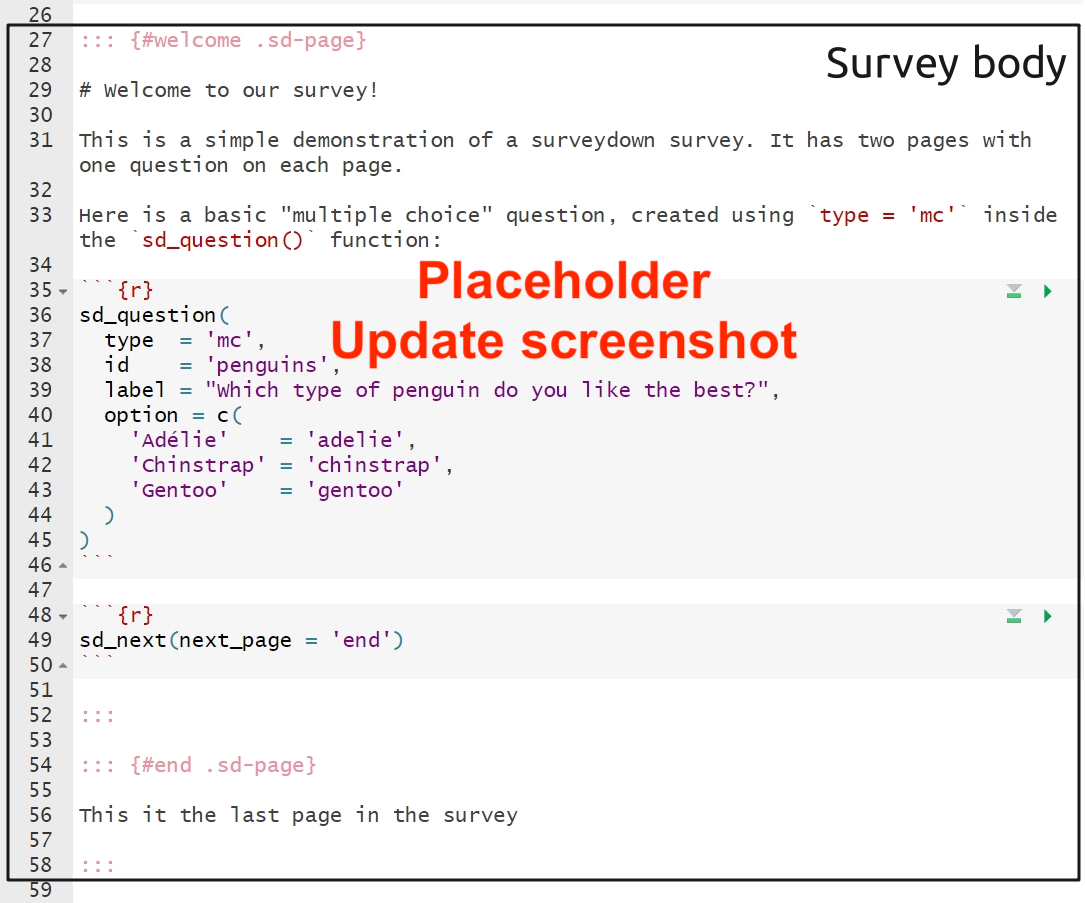 26
27 ::: {#welcome .sd-page}
Survey body
28
29 # Welcome to our survey!
30
31 This is a simple demonstration of a surveydown survey. It has two pages with
one question on each page.
32
33 Here is a basic "multiple choice" question, created using `type = 'mc'` inside
the `sd_question()` function:
34
Placeholder
Update screenshot
35 ```{r}
36 sd_question(
37   type  = 'mc',
38   id    = 'penguins',
39   label = "Which type of penguin do you like the best?",
40   option = c(
41     'Adélie'    = 'adelie',
42     'Chinstrap' = 'chinstrap',
43     'Gentoo'    = 'gentoo'
44   )
45 )
46 ```
47
48 ```{r}
49 sd_next(next_page = 'end')
50 ```
51
52 :::
53
54 ::: {#end .sd-page}
55
56 This it the last page in the survey
57
58 :::
59